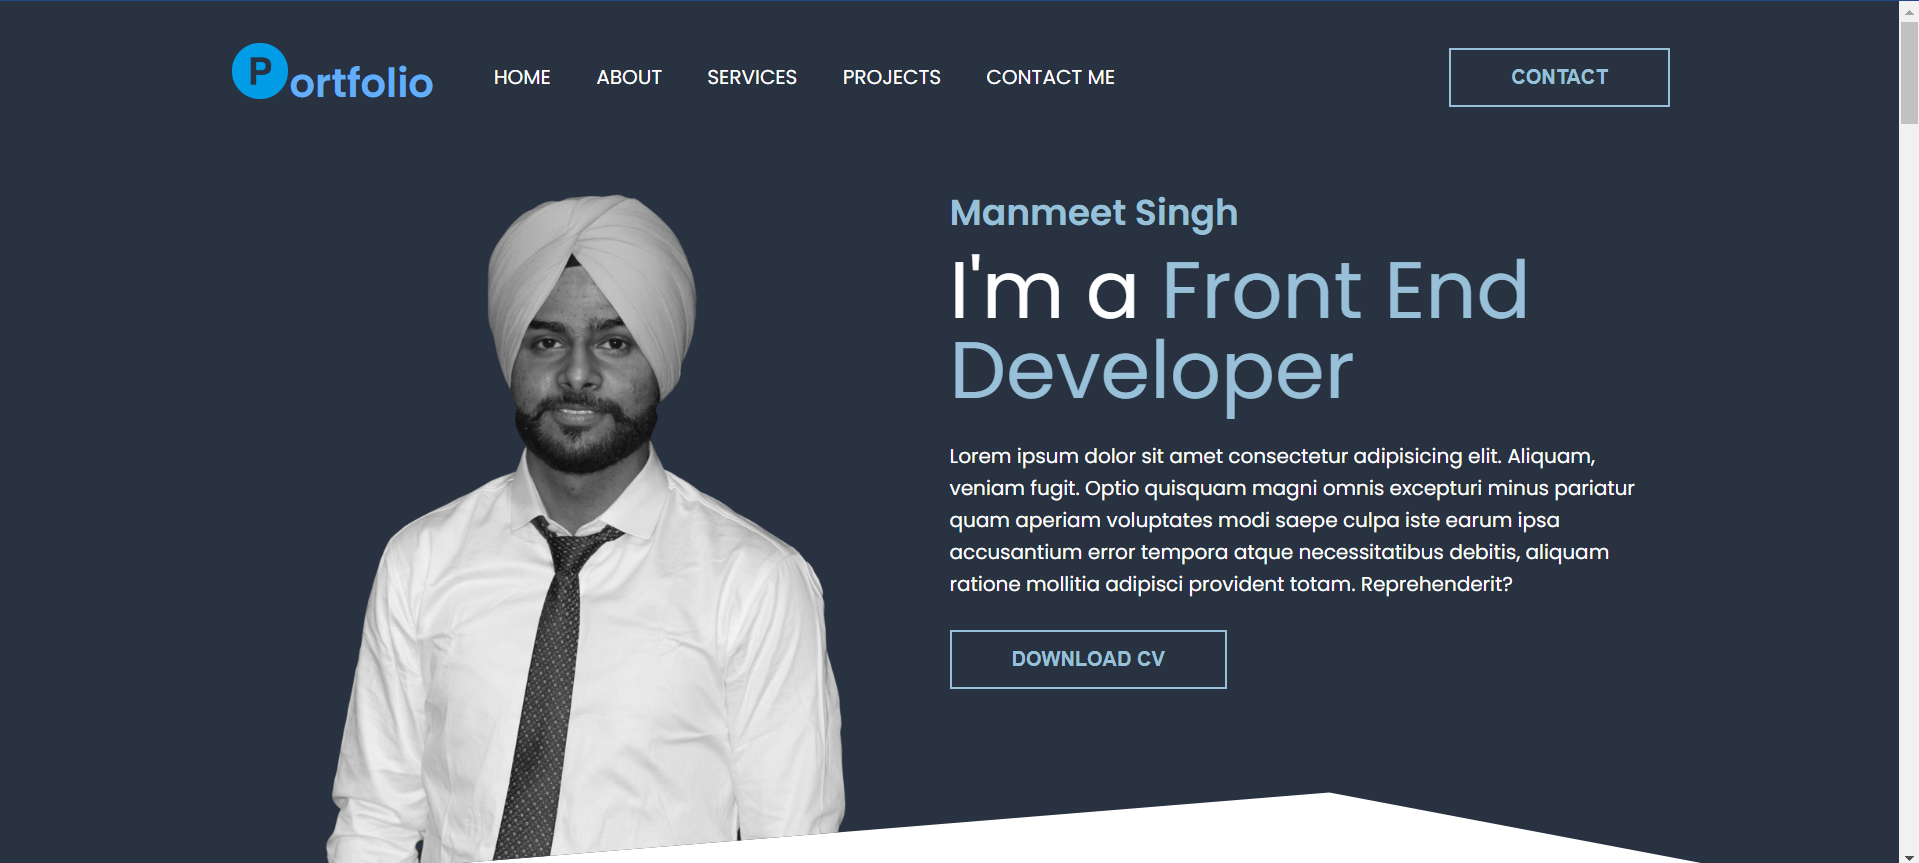 Portfolio
HOME ABOUT SERVICES PROJECTS CONTACT ME
CONTACT
Manmeet Singh
I'm a Front End
Developer
Lorem ipsum dolor sit amet consectetur adipisicing elit. Aliquam,
veniam fugit. Optio quisquam magni omnis excepturi minus pariatur
quam aperiam voluptates modi saepe culpa iste earum ipsa
accusantium error tempora atque necessitatibus debitis, aliquam
ratione mollitia adipisci provident totam. Reprehenderit?
DOWNLOAD CV